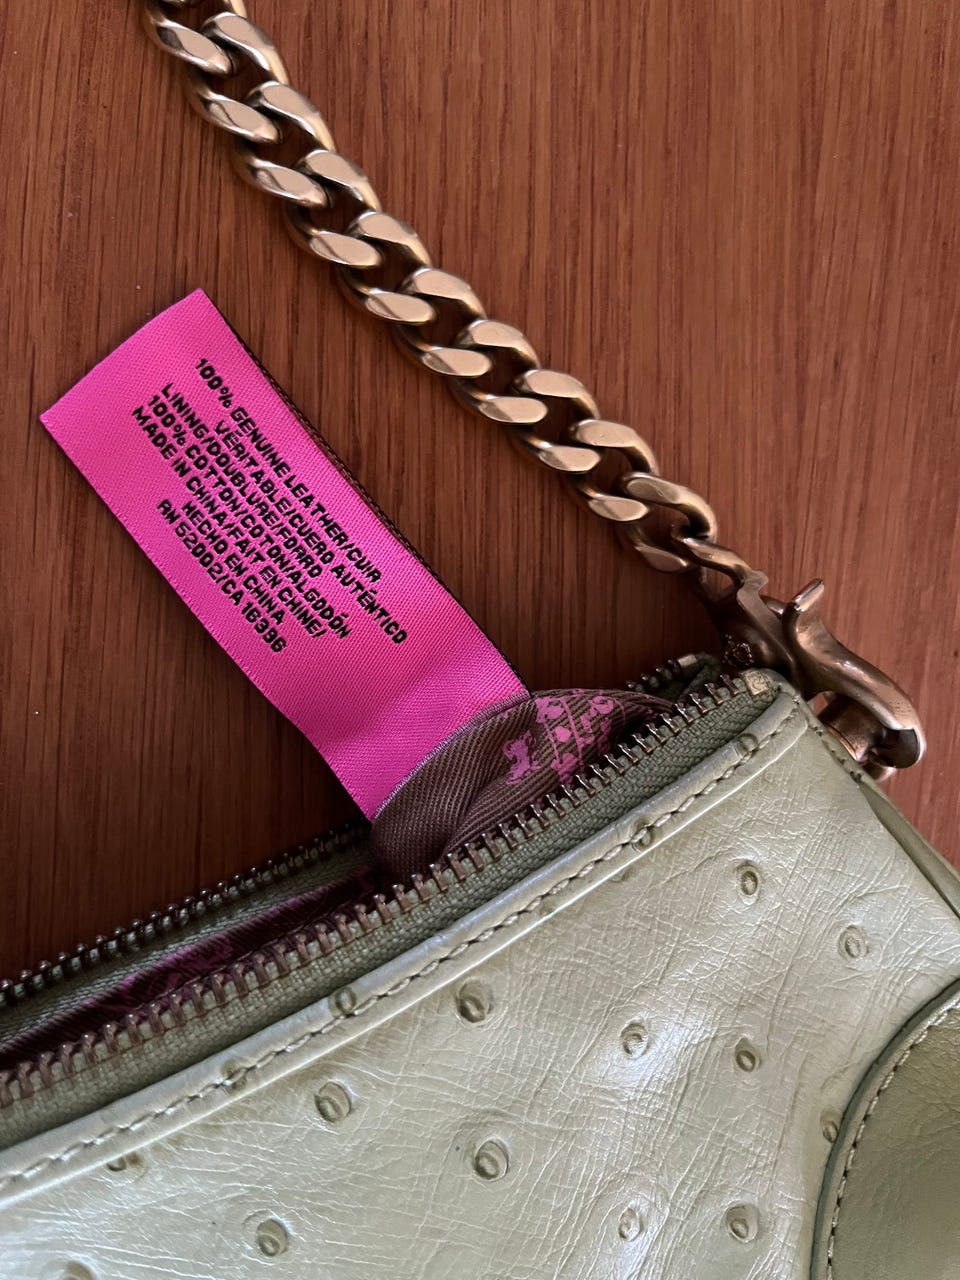 100% GENUINE LEATHER/CUIR
VÉRITABLE/CUERO AUTÉNTICO
LINING/DOUBLURE/FORRO
100% COTTON/COTON/ALGODÓN
MADE IN CHINA/FAIT EN CHINE/
HECHO EN CHINA
RN 52002/CA 16396